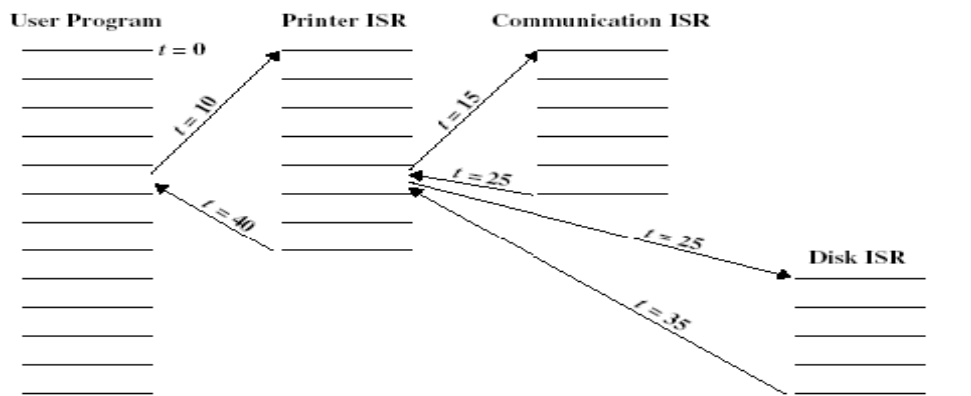 User Program
Printer ISR
Communication ISR
t = 0
t = 10
t = 15
t = 25
t = 40
t = 25
Disk ISR
t = 35